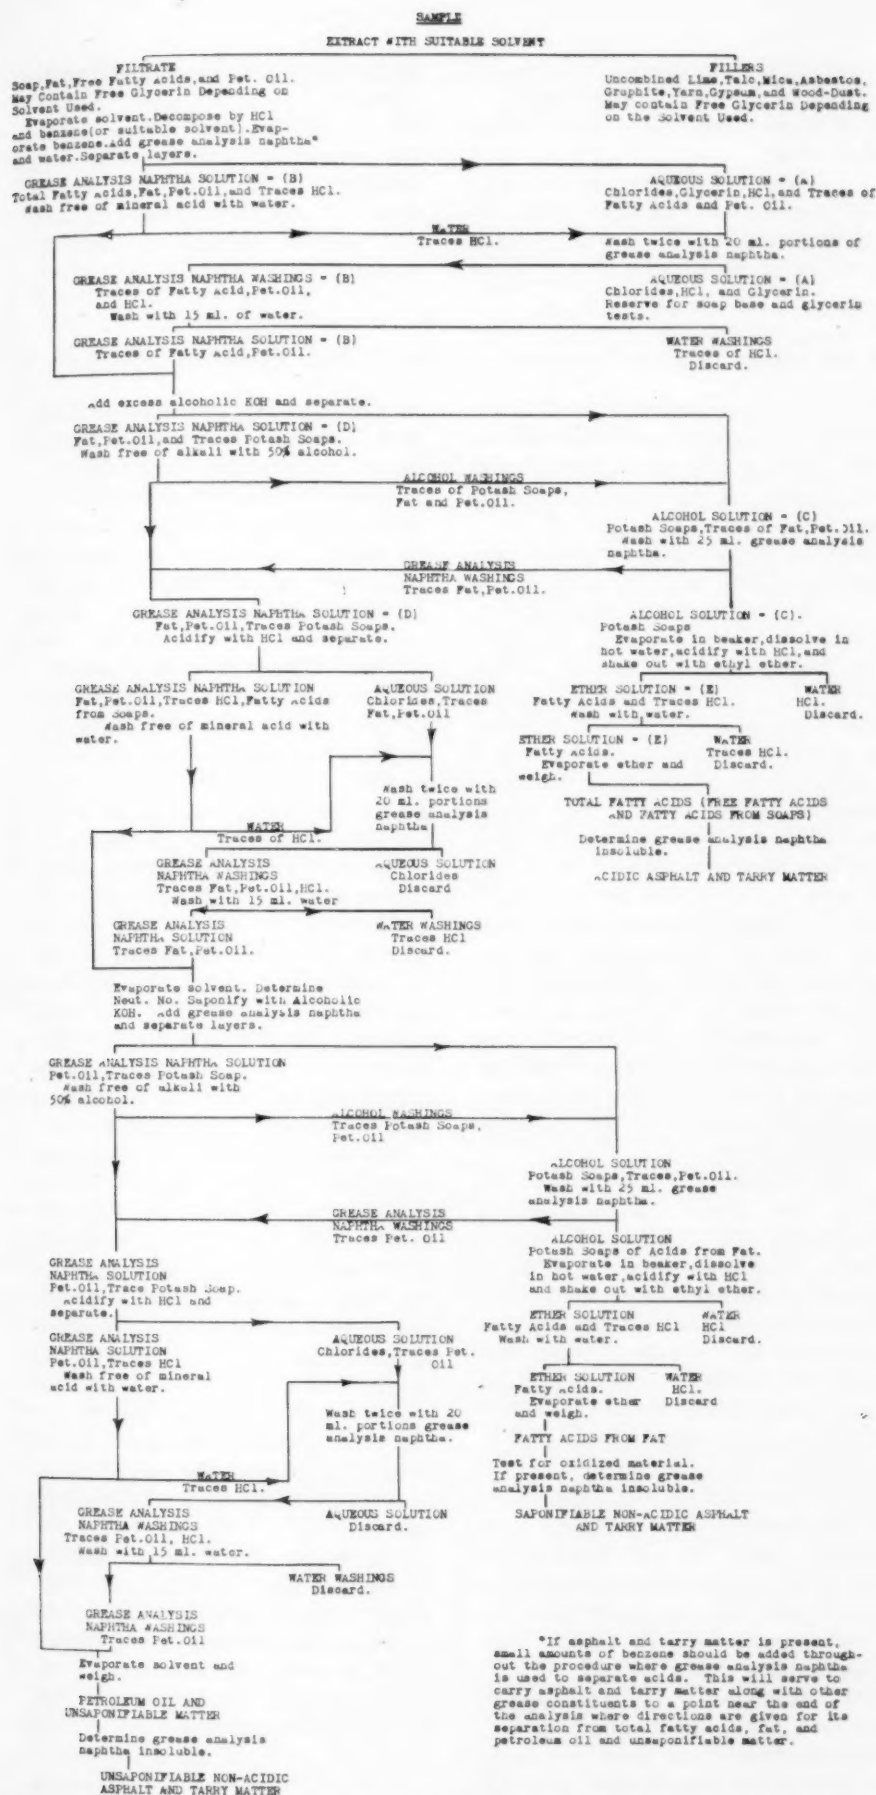 SAMPLE
EXTRACT WITH SUITABLE SOLVENT
FILTRATE
Soap,Fat,Free Fatty Acids,and Pet. Oil.
May Contain Free Glycerin Depending on
Solvent Used.
Evaporate solvent.Decompose by HCl
and benzene(or suitable solvent).Evap-
orate benzene.Add grease analysis naphtha*
and water.Separate layers.
FILLERS
Uncombined Lime,Talc,Mica,Asbestos,
Graphite,Yarn,Gypsum,and Wood-Dust.
May contain Free Glycerin Depending
on the Solvent Used.
GREASE ANALYSIS NAPHTHA SOLUTION - (B)
Total Fatty Acids,Fat,Pet.Oil,and Traces HCl.
Wash free of mineral acid with water.
AQUEOUS SOLUTION - (A)
Chlorides,Glycerin,HCl,and Traces of
Fatty Acids and Pet. Oil.
WATER
Traces HCl.
Wash twice with 20 ml. portions of
grease analysis naphtha.
GREASE ANALYSIS NAPHTHA WASHINGS - (B)
Traces of Fatty Acid,Pet.Oil,
and HCl.
Wash with 15 ml. of water.
AQUEOUS SOLUTION - (A)
Chlorides,HCl, and Glycerin.
Reserve for soap base and glycerin
tests.
GREASE ANALYSIS NAPHTHA SOLUTION - (B)
Traces of Fatty Acid,Pet.Oil.
WATER WASHINGS
Traces of HCl.
Discard.
Add excess alcoholic KOH and separate.
GREASE ANALYSIS NAPHTHA SOLUTION - (D)
Fat,Pet.Oil,and Traces Potash Soaps.
Wash free of alkali with 50% alcohol.
ALCOHOL WASHINGS
Traces of Potash Soaps,
Fat and Pet.Oil.
ALCOHOL SOLUTION - (C)
Potash Soaps,Traces of Fat,Pet.Oil.
Wash with 25 ml. grease analysis
naphtha.
GREASE ANALYSIS
NAPHTHA WASHINGS
Traces Fat,Pet.Oil.
GREASE ANALYSIS NAPHTHA SOLUTION - (D)
Fat,Pet.Oil,Traces Potash Soaps.
Acidify with HCl and separate.
ALCOHOL SOLUTION - (C).
Potash Soaps
Evaporate in beaker,dissolve in
hot water,acidify with HCl,and
shake out with ethyl ether.
GREASE ANALYSIS NAPHTHA SOLUTION
Fat,Pet.Oil,Traces HCl,Fatty Acids
from Soaps.
Wash free of mineral acid with
water.
AQUEOUS SOLUTION
Chlorides,Traces
Fat,Pet.Oil
ETHER SOLUTION - (E)
Fatty Acids and Traces HCl.
Wash with water.
WATER
HCl.
Discard.
ETHER SOLUTION - (E)
Fatty Acids.
Evaporate ether and
weigh.
WATER
Traces HCl.
Discard.
Wash twice with
20 ml. portions
grease analysis
naphtha
TOTAL FATTY ACIDS (FREE FATTY ACIDS
AND FATTY ACIDS FROM SOAPS)
WATER
Traces of HCl.
Determine grease analysis naphtha
insoluble.
ACIDIC ASPHALT AND TARRY MATTER
GREASE ANALYSIS
NAPHTHA WASHINGS
Traces Fat,Pet.Oil,HCl.
Wash with 15 ml. water
AQUEOUS SOLUTION
Chlorides
Discard
GREASE ANALYSIS
NAPHTHA SOLUTION
Traces Fat,Pet.Oil.
WATER WASHINGS
Traces HCl
Discard.
Evaporate solvent. Determine
Neut. No. Saponify with Alcoholic
KOH. Add grease analysis naphtha
and separate layers.
GREASE ANALYSIS NAPHTHA SOLUTION
Pet.Oil,Traces Potash Soap.
Wash free of alkali with
50% alcohol.
ALCOHOL WASHINGS
Traces Potash Soaps,
Pet.Oil
ALCOHOL SOLUTION
Potash Soaps,Traces,Pet.Oil.
Wash with 25 ml. grease
analysis naphtha.
GREASE ANALYSIS
NAPHTHA WASHINGS
Traces Pet. Oil
ALCOHOL SOLUTION
Potash Soaps of Acids from Fat.
Evaporate in beaker,dissolve
in hot water,acidify with HCl
and shake out with ethyl ether.
GREASE ANALYSIS
NAPHTHA SOLUTION
Pet.Oil,Trace Potash Soap.
Acidify with HCl and
separate.
GREASE ANALYSIS
NAPHTHA SOLUTION
Pet.Oil,Traces HCl
Wash free of mineral
acid with water.
AQUEOUS SOLUTION
Chlorides,Traces Pet.
Oil
ETHER SOLUTION
Fatty Acids and Traces HCl
Wash with water.
WATER
HCl
Discard.
ETHER SOLUTION
Fatty Acids.
Evaporate ether
and weigh.
WATER
HCl.
Discard
Wash twice with 20
ml. portions grease
analysis naphtha.
FATTY ACIDS FROM FAT
Test for oxidized material.
If present, determine grease
analysis naphtha insoluble.
WATER
Traces HCl.
SAPONIFIABLE NON-ACIDIC ASPHALT
AND TARRY MATTER
GREASE ANALYSIS
NAPHTHA WASHINGS
Traces Pet.Oil, HCl.
Wash with 15 ml. water.
AQUEOUS SOLUTION
Discard.
WATER WASHINGS
Discard.
GREASE ANALYSIS
NAPHTHA WASHINGS
Traces Pet.Oil
Evaporate solvent and
weigh.
PETROLEUM OIL AND
UNSAPONIFIABLE MATTER
Determine grease analysis
naphtha insoluble.
UNSAPONIFIABLE NON-ACIDIC
ASPHALT AND TARRY MATTER
*If asphalt and tarry matter is present,
small amounts of benzene should be added through-
out the procedure where grease analysis naphtha
is used to separate acids. This will serve to
carry asphalt and tarry matter along with other
grease constituents to a point near the end of
the analysis where directions are given for its
separation from total fatty acids, fat, and
petroleum oil and unsaponifiable matter.